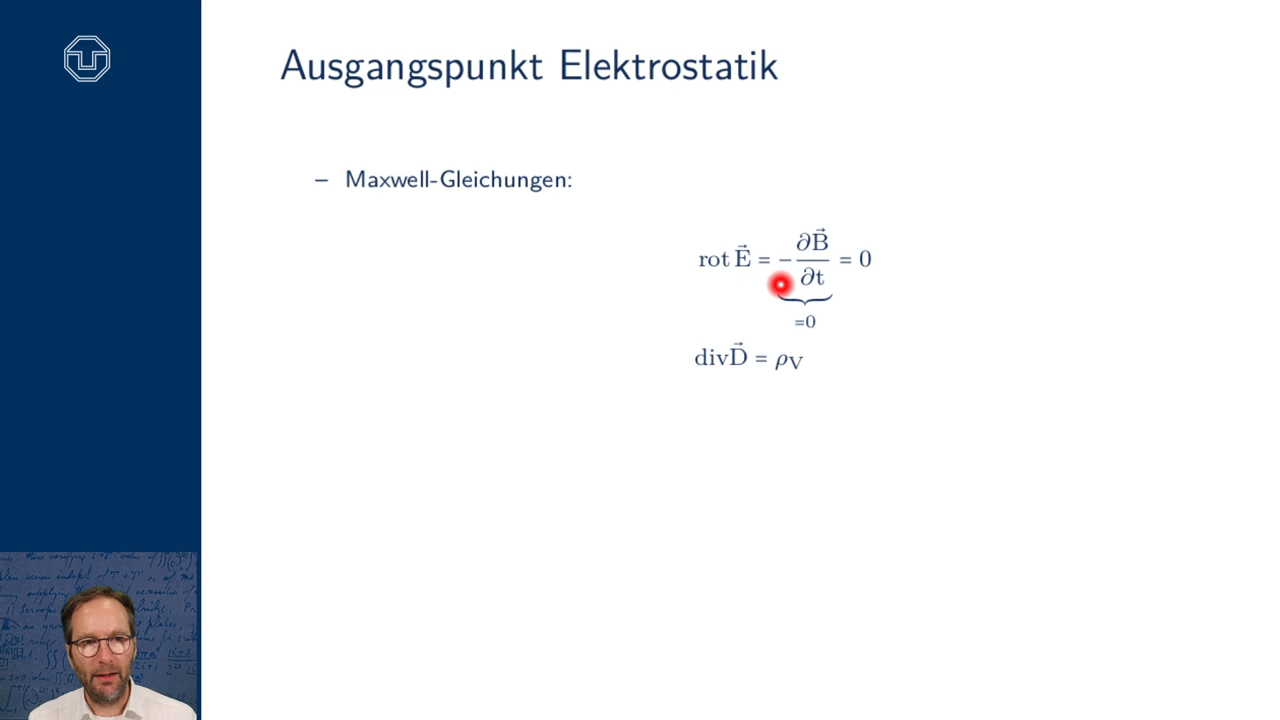 Ausgangspunkt Elektrostatik
– Maxwell-Gleichungen:
rot E⃗ = −∂B⃗/∂t = 0
=0
divD⃗ = ρV